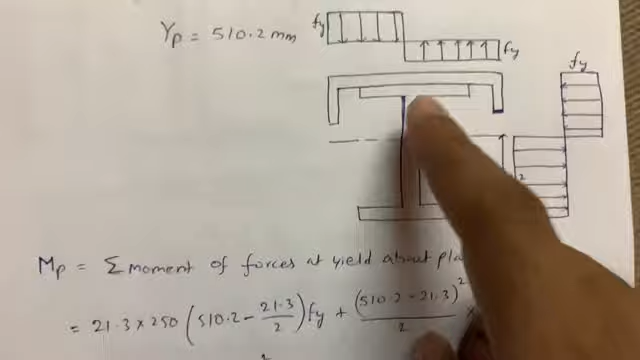 Yp = 510.2 mm
fy
fy
fy
2
Mp = Σ moment of forces at yield about
= 21.3 × 250 (510.2 - 21.3/2) fy + (510.2 - 21.3)²/2 ×